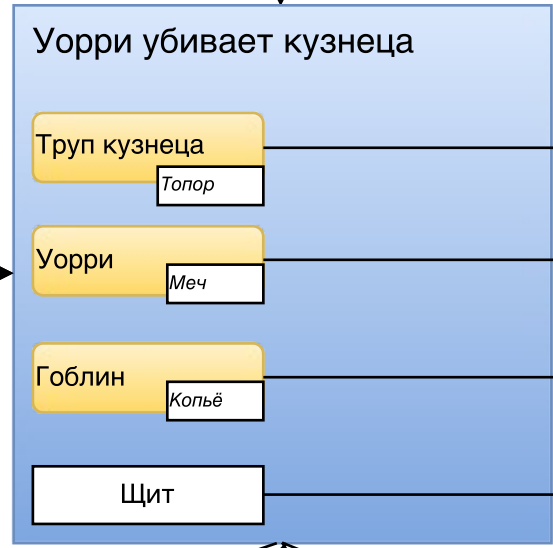 Уорри убивает кузнеца
Труп кузнеца
Топор
Уорри
Меч
Гоблин
Копьё
Щит